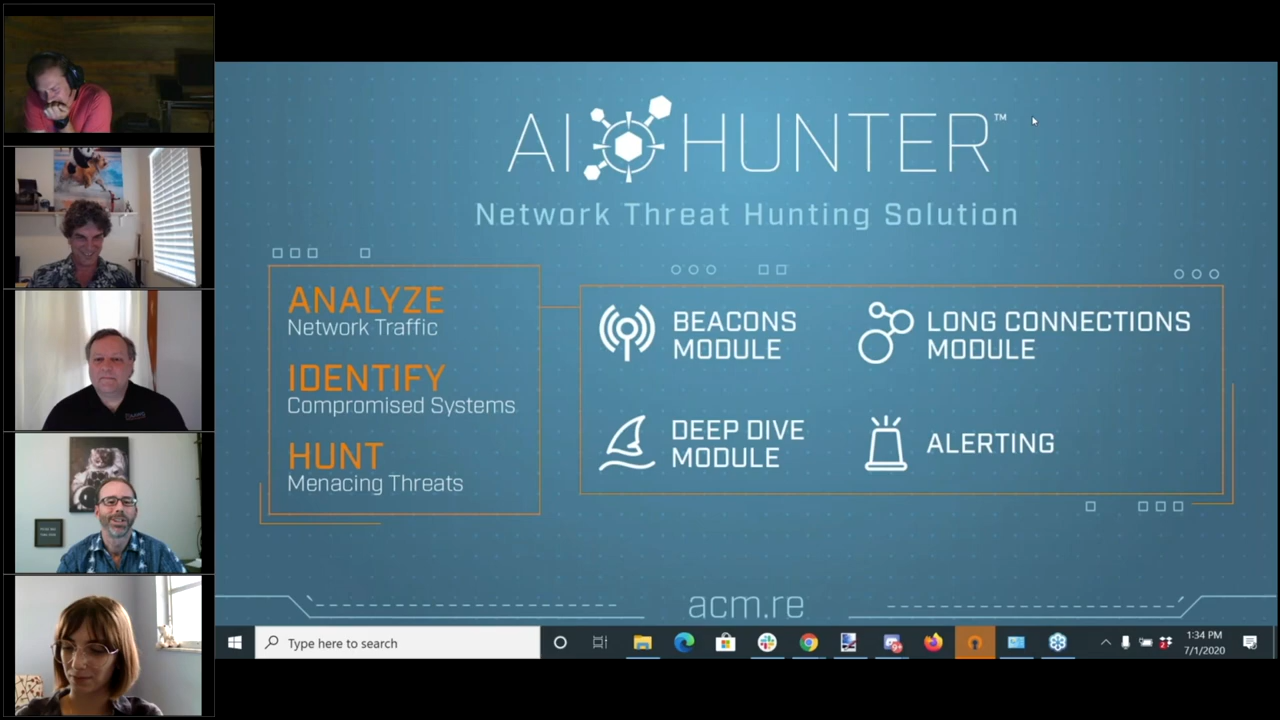 AI HUNTER™
Network Threat Hunting Solution
ANALYZE
Network Traffic
IDENTIFY
Compromised Systems
HUNT
Menacing Threats
BEACONS
MODULE
LONG CONNECTIONS
MODULE
DEEP DIVE
MODULE
ALERTING
acm.re
Type here to search
1:34 PM
7/1/2020